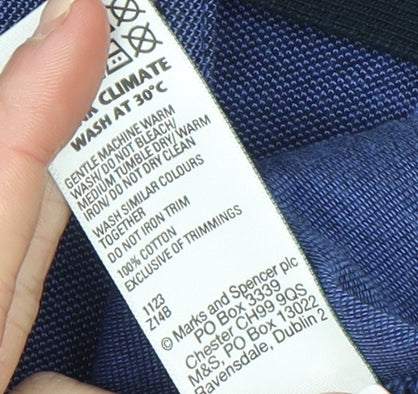 CLIMATE
WASH AT 30°C
GENTLE MACHINE WARM
WASH/ DO NOT BLEACH/
MEDIUM TUMBLE DRY/ WARM
IRON/ DO NOT DRY CLEAN
WASH SIMILAR COLOURS
TOGETHER
DO NOT IRON TRIM
100% COTTON
EXCLUSIVE OF TRIMMINGS
1123
Z14B
© Marks and Spencer plc
PO Box 3339
Chester CH99 9QS
M&S, PO Box 13022
Ravensdale, Dublin 2